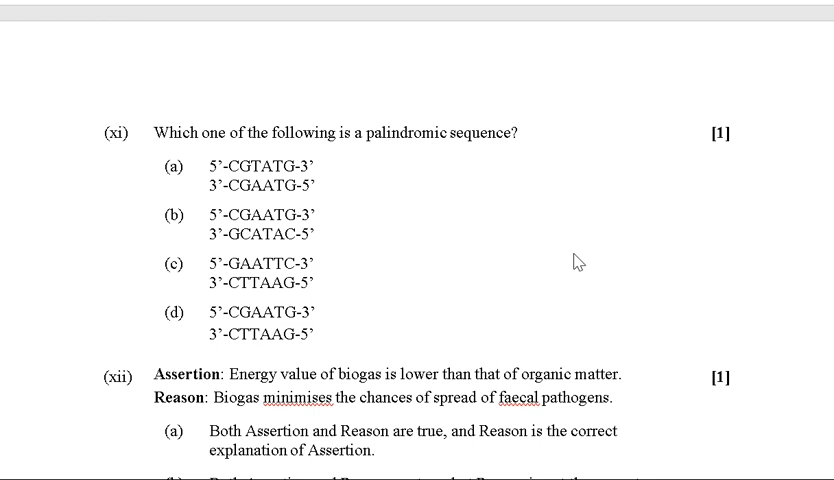 (xi) Which one of the following is a palindromic sequence? [1]
(a) 5’-CGTATG-3’
3’-CGAATG-5’
(b) 5’-CGAATG-3’
3’-GCATAC-5’
(c) 5’-GAATTC-3’
3’-CTTAAG-5’
(d) 5’-CGAATG-3’
3’-CTTAAG-5’
(xii) Assertion: Energy value of biogas is lower than that of organic matter. [1]
Reason: Biogas minimises the chances of spread of faecal pathogens.
(a) Both Assertion and Reason are true, and Reason is the correct
explanation of Assertion.